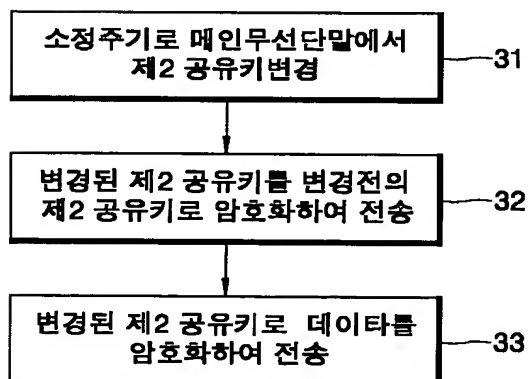 소정주기로 메인무선단말에서
제2 공유키변경
31
변경된 제2 공유키를 변경전의
제2 공유키로 암호화하여 전송
32
변경된 제2 공유키로 데이타를
암호화하여 전송
33